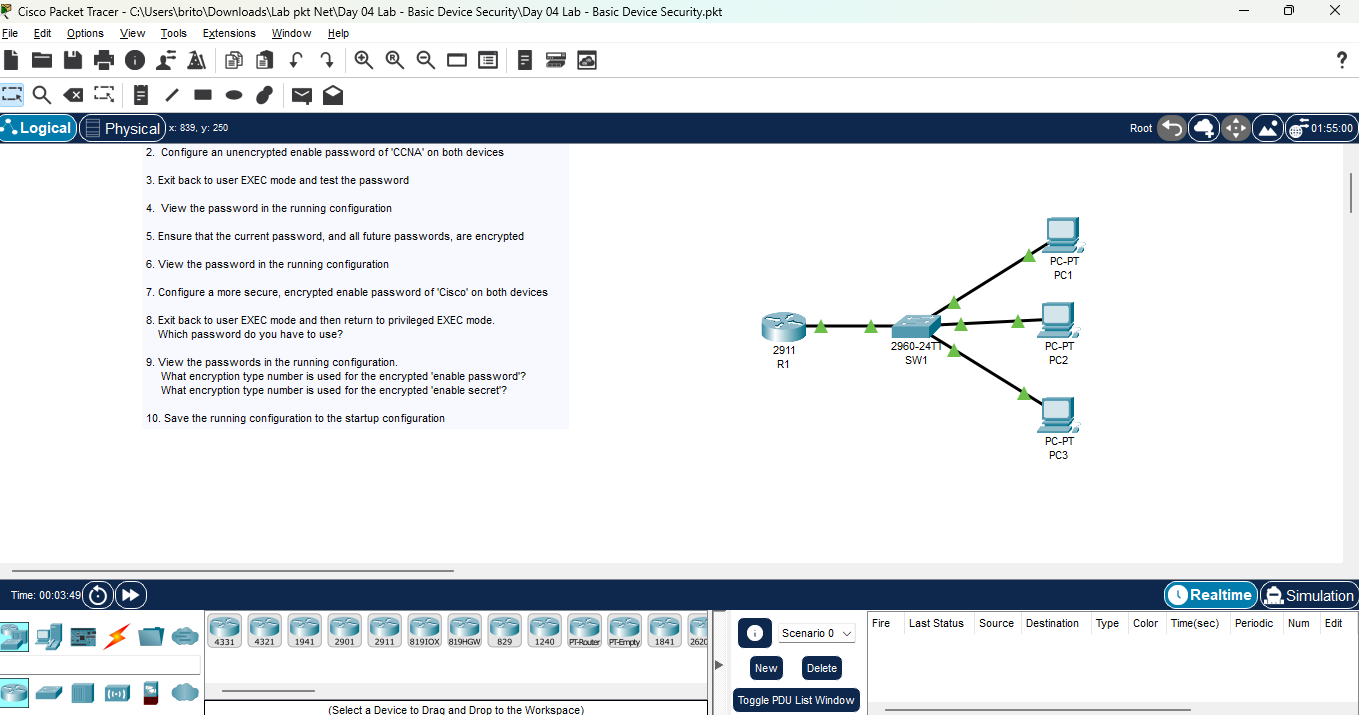 Cisco Packet Tracer - C:\Users\brito\Downloads\Lab pkt Net\Day 04 Lab - Basic Device Security\Day 04 Lab - Basic Device Security.pkt
File Edit Options View Tools Extensions Window Help
?
Logical Physical x: 839, y: 250 Root 01:55:00
2. Configure an unencrypted enable password of 'CCNA' on both devices
3. Exit back to user EXEC mode and test the password
4. View the password in the running configuration
5. Ensure that the current password, and all future passwords, are encrypted
6. View the password in the running configuration
7. Configure a more secure, encrypted enable password of 'Cisco' on both devices
8. Exit back to user EXEC mode and then return to privileged EXEC mode.
Which password do you have to use?
9. View the passwords in the running configuration.
What encryption type number is used for the encrypted 'enable password'?
What encryption type number is used for the encrypted 'enable secret'?
10. Save the running configuration to the startup configuration
PC-PT
PC1
2911
R1
2960-24TT
SW1
PC-PT
PC2
PC-PT
PC3
Time: 00:03:49 Realtime Simulation
4331 4321 1941 2901 2911 819IOX 819HGW 829 1240 PT-Router PT-Empty 1841 2620
(Select a Device to Drag and Drop to the Workspace)
Scenario 0
New Delete
Toggle PDU List Window
Fire Last Status Source Destination Type Color Time(sec) Periodic Num Edit